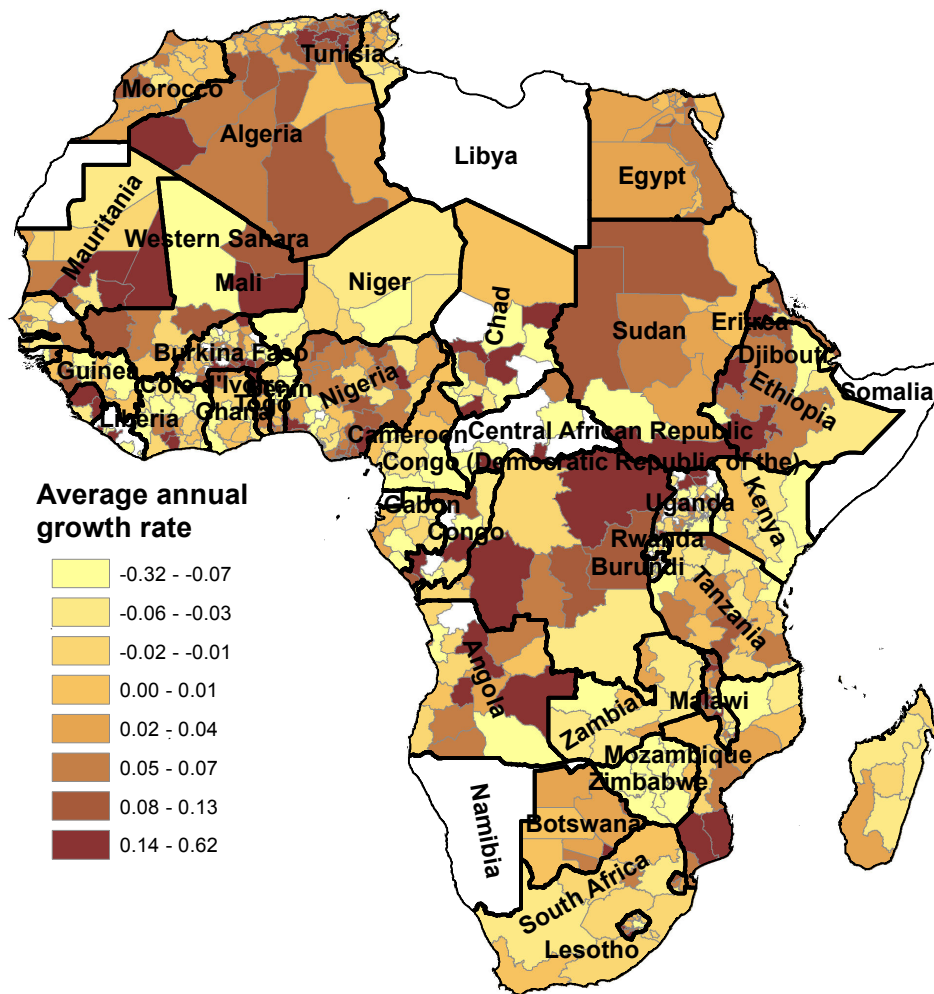 Tunisia
Morocco
Algeria
Libya
Egypt
Mauritania
Western Sahara
Mali
Niger
Chad
Sudan
Eritrea
Djibouti
Burkina Faso
Guinea
Cote d'Ivoire
Benin
Nigeria
Ethiopia
Somalia
Liberia
Ghana
Togo
Cameroon
Central African Republic
Congo (Democratic Republic of the)
Gabon
Congo
Uganda
Kenya
Rwanda
Burundi
Tanzania
Angola
Malawi
Zambia
Mozambique
Zimbabwe
Namibia
Botswana
South Africa
Lesotho
Average annual
growth rate
-0.32 - -0.07
-0.06 - -0.03
-0.02 - -0.01
0.00 - 0.01
0.02 - 0.04
0.05 - 0.07
0.08 - 0.13
0.14 - 0.62